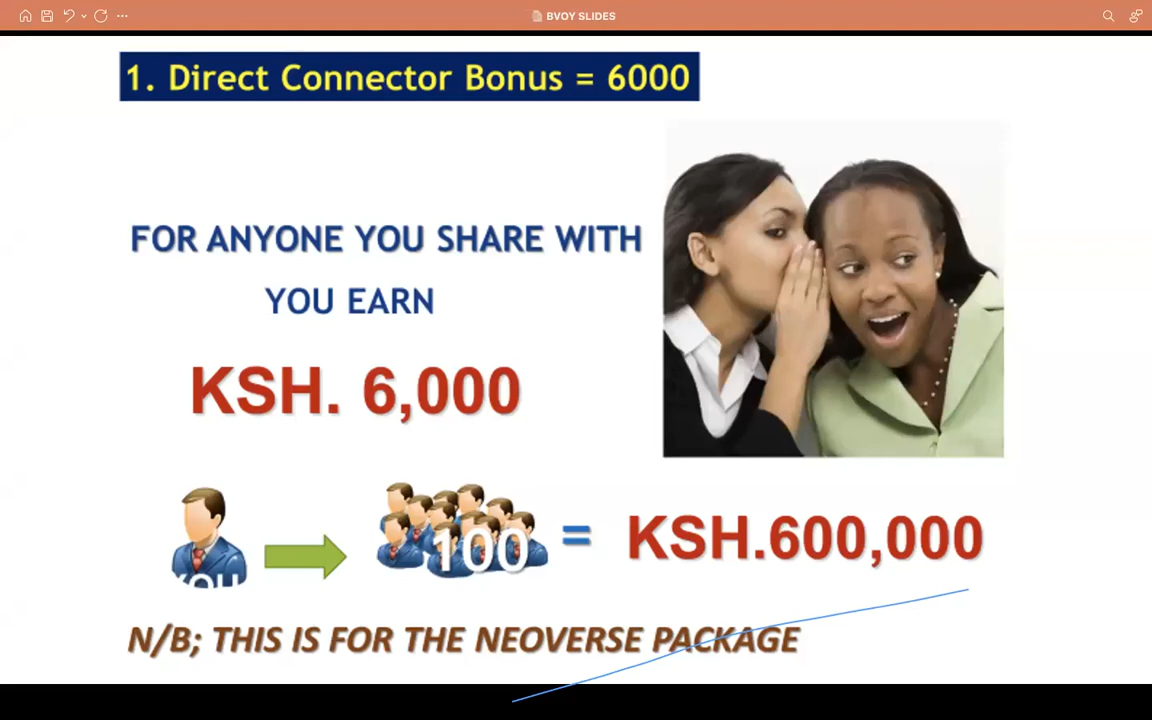 BVOY SLIDES
1. Direct Connector Bonus = 6000
FOR ANYONE YOU SHARE WITH
YOU EARN
KSH. 6,000
YOU
100
=
KSH.600,000
N/B; THIS IS FOR THE NEOVERSE PACKAGE